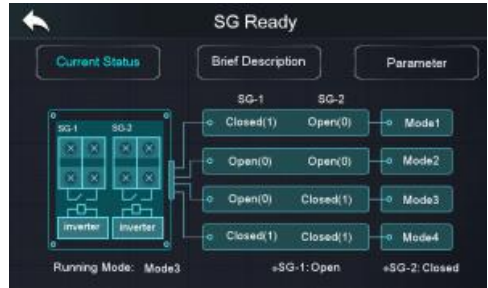 SG Ready
Current Status Brief Description Parameter
SG-1 SG-2
Closed(1) Open(0) Mode1
SG-1 SG-2
Open(0) Open(0) Mode2
Open(0) Closed(1) Mode3
inverter inverter
Closed(1) Closed(1) Mode4
Running Mode: Mode3 SG-1:Open SG-2:Closed